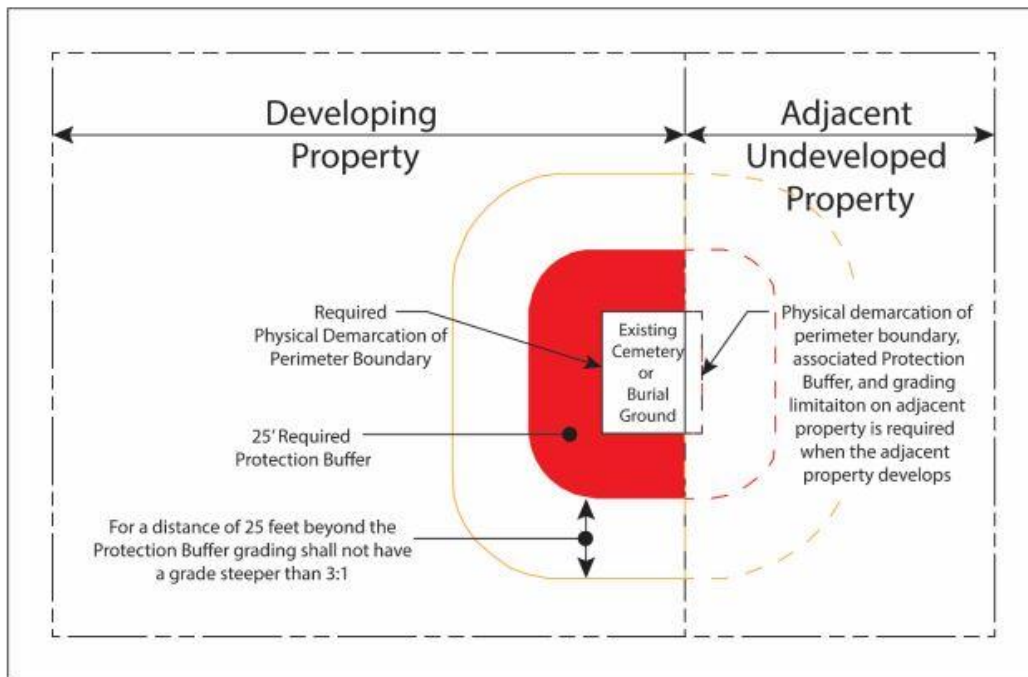 Developing
Property
Adjacent
Undeveloped
Property
Required
Physical Demarcation of
Perimeter Boundary
Existing
Cemetery
or
Burial
Ground
Physical demarcation of
perimeter boundary,
associated Protection
Buffer, and grading
limitaiton on adjacent
property is required
when the adjacent
property develops
25' Required
Protection Buffer
For a distance of 25 feet beyond the
Protection Buffer grading shall not have
a grade steeper than 3:1